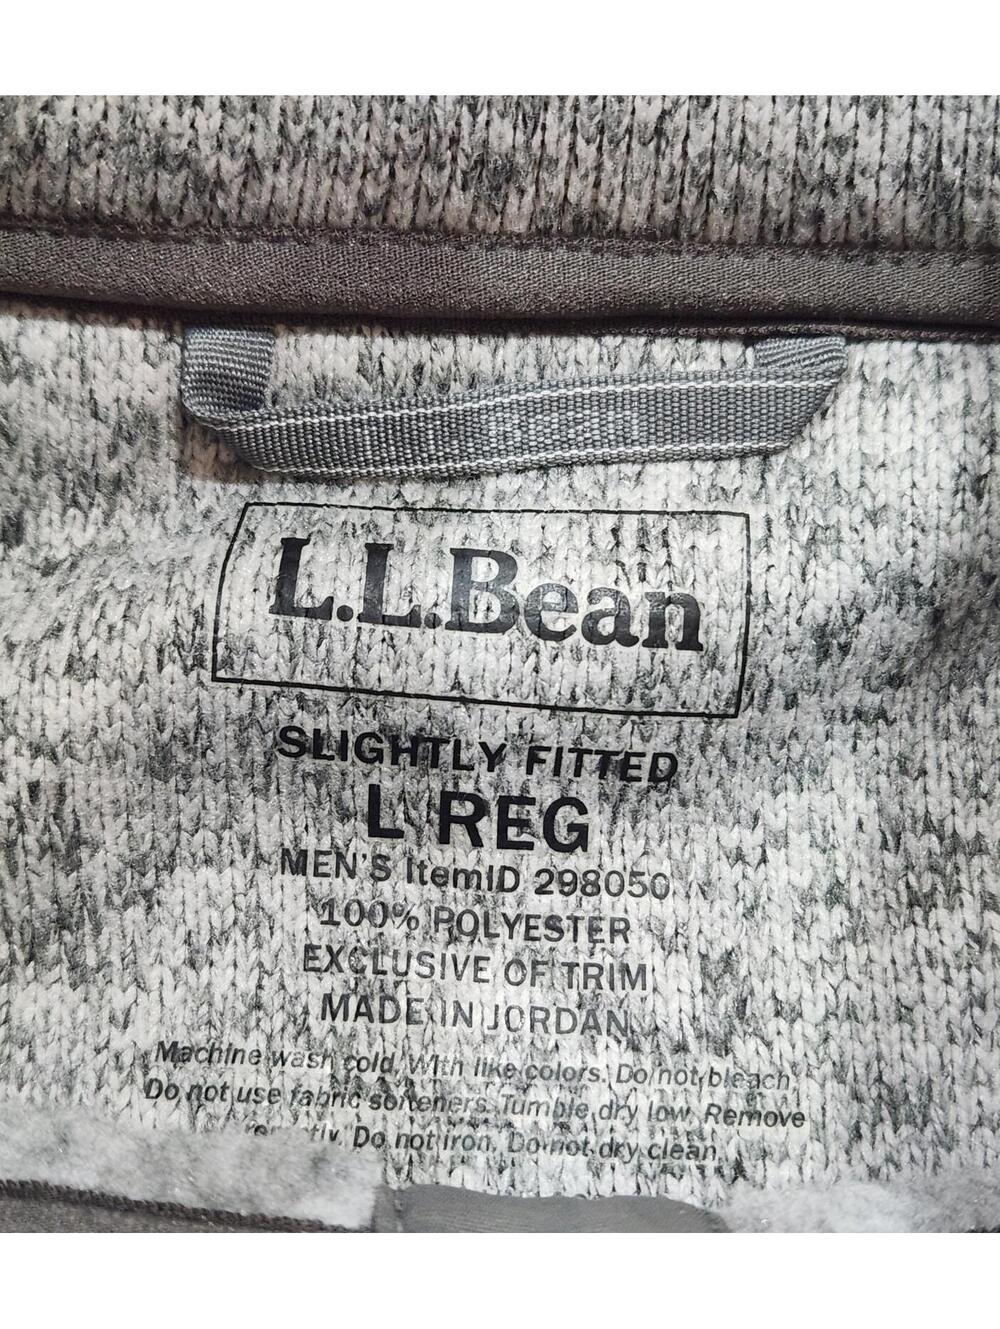 L.L.Bean
SLIGHTLY FITTED
L REG
MEN'S ItemID 298050
100% POLYESTER
EXCLUSIVE OF TRIM
MADE IN JORDAN
Machine wash cold, With like colors. Do not bleach.
Do not use fabric softeners. Tumble dry low, Remove
Do not iron. Do not dry clean.